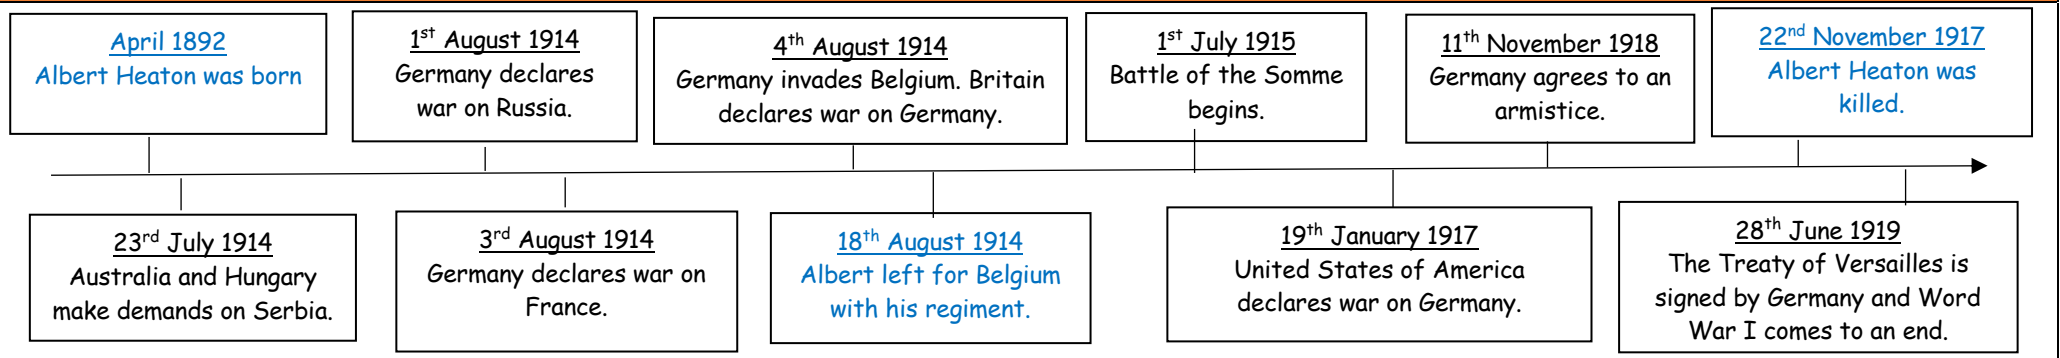 April 1892
Albert Heaton was born
23rd July 1914
Australia and Hungary
make demands on Serbia.
1st August 1914
Germany declares
war on Russia.
3rd August 1914
Germany declares war on
France.
4th August 1914
Germany invades Belgium. Britain
declares war on Germany.
18th August 1914
Albert left for Belgium
with his regiment.
1st July 1915
Battle of the Somme
begins.
19th January 1917
United States of America
declares war on Germany.
11th November 1918
Germany agrees to an
armistice.
22nd November 1917
Albert Heaton was
killed.
28th June 1919
The Treaty of Versailles is
signed by Germany and Word
War I comes to an end.